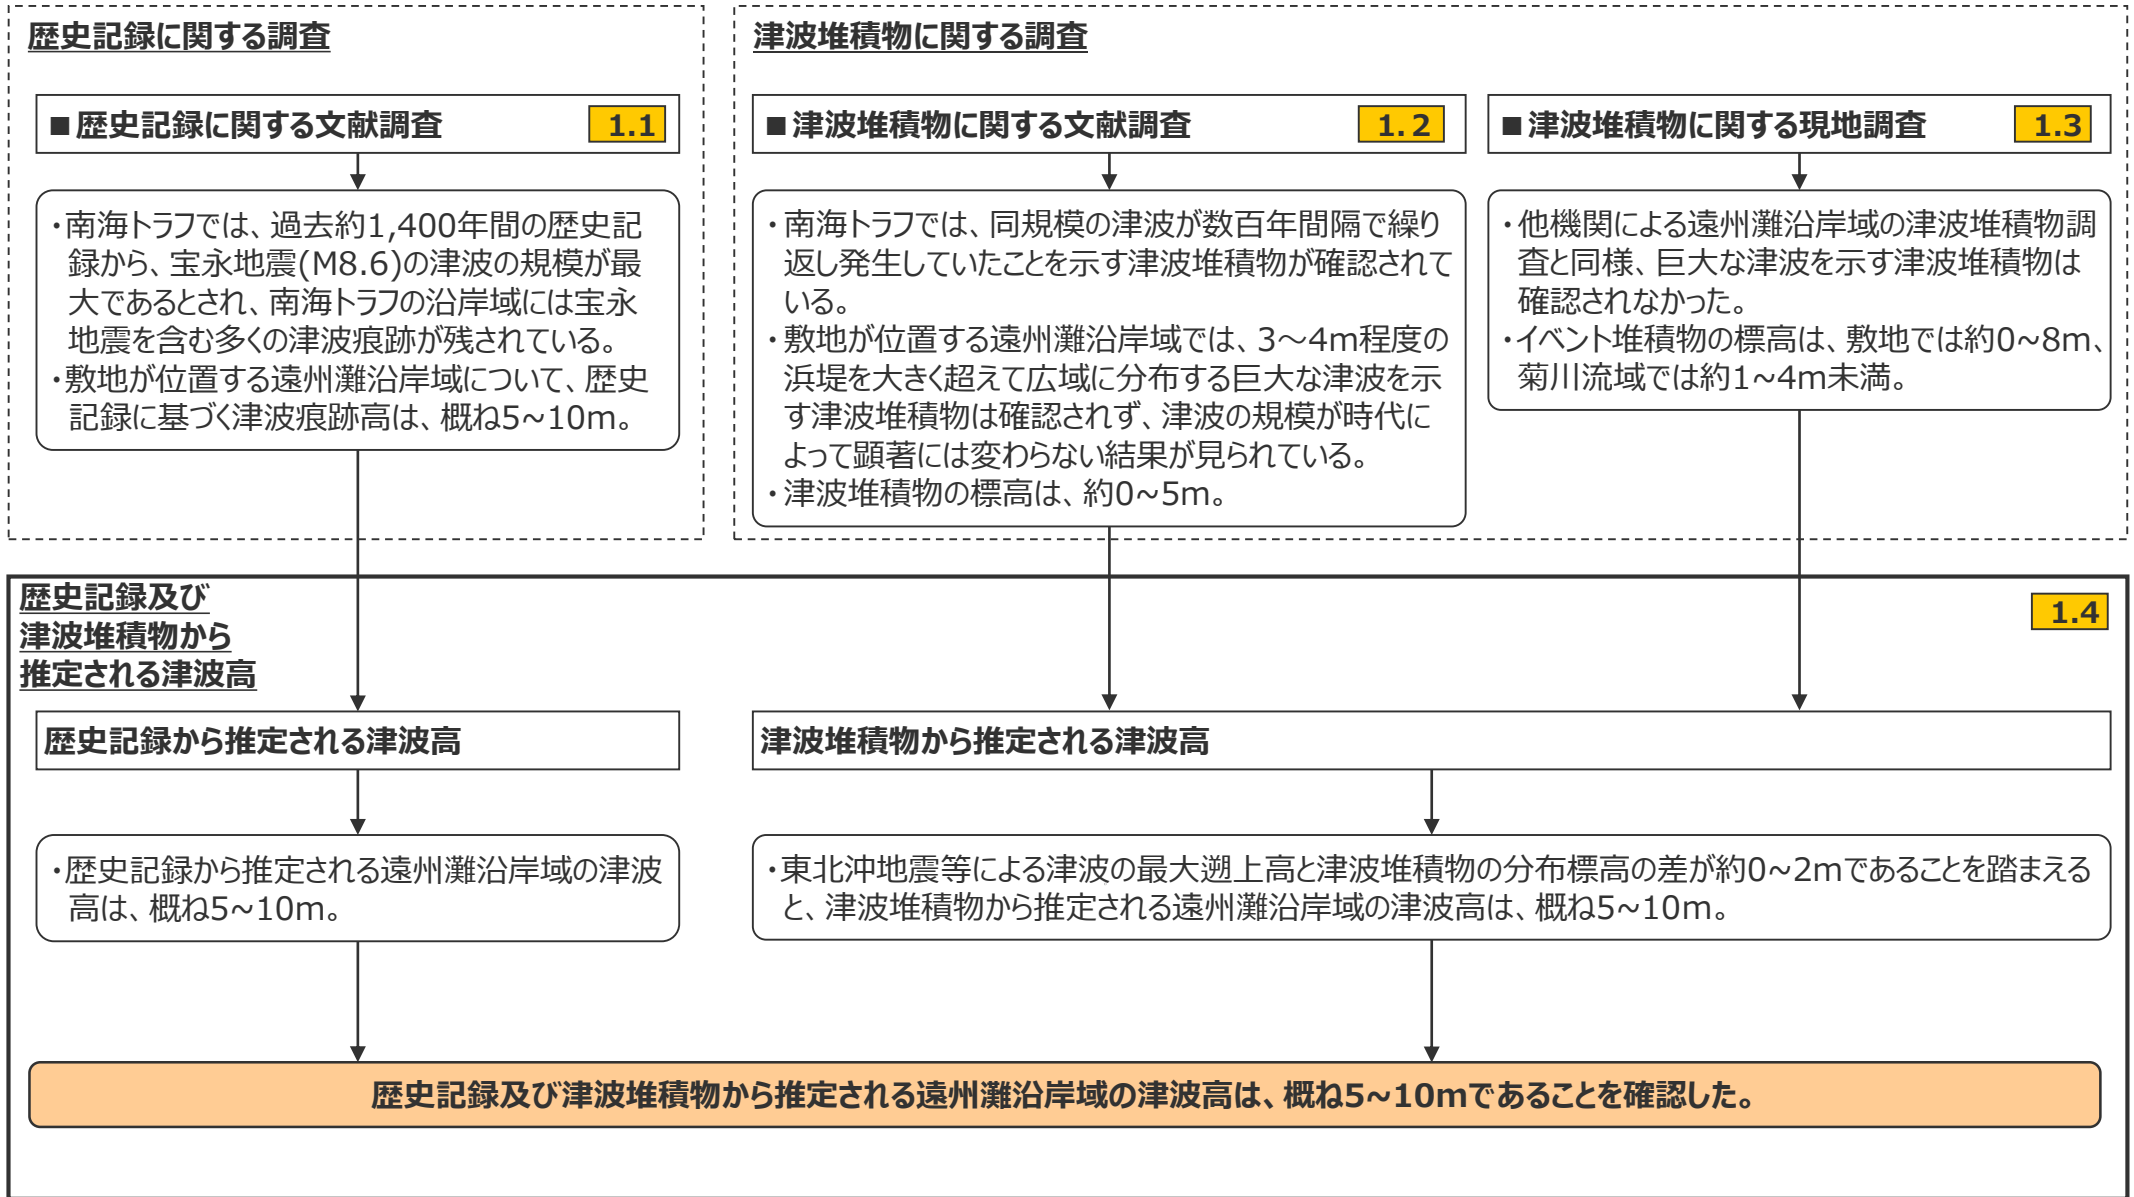 歴史記録に関する調査
■歴史記録に関する文献調査 1.1
・南海トラフでは、過去約1,400年間の歴史記
録から、宝永地震(M8.6)の津波の規模が最
大であるとされ、南海トラフの沿岸域には宝永
地震を含む多くの津波痕跡が残されている。
・敷地が位置する遠州灘沿岸域について、歴史
記録に基づく津波痕跡高は、概ね5~10m。
津波堆積物に関する調査
■津波堆積物に関する文献調査 1.2
・南海トラフでは、同規模の津波が数百年間隔で繰り
返し発生していたことを示す津波堆積物が確認されて
いる。
・敷地が位置する遠州灘沿岸域では、3～4m程度の
浜堤を大きく超えて広域に分布する巨大な津波を示
す津波堆積物は確認されず、津波の規模が時代に
よって顕著には変わらない結果が見られている。
・津波堆積物の標高は、約0~5m。
■津波堆積物に関する現地調査 1.3
・他機関による遠州灘沿岸域の津波堆積物調
査と同様、巨大な津波を示す津波堆積物は
確認されなかった。
・イベント堆積物の標高は、敷地では約0~8m、
菊川流域では約1~4m未満。
歴史記録及び
津波堆積物から
推定される津波高
1.4
歴史記録から推定される津波高
・歴史記録から推定される遠州灘沿岸域の津波
高は、概ね5~10m。
津波堆積物から推定される津波高
・東北沖地震等による津波の最大遡上高と津波堆積物の分布標高の差が約0~2mであることを踏まえる
と、津波堆積物から推定される遠州灘沿岸域の津波高は、概ね5~10m。
歴史記録及び津波堆積物から推定される遠州灘沿岸域の津波高は、概ね5~10mであることを確認した。